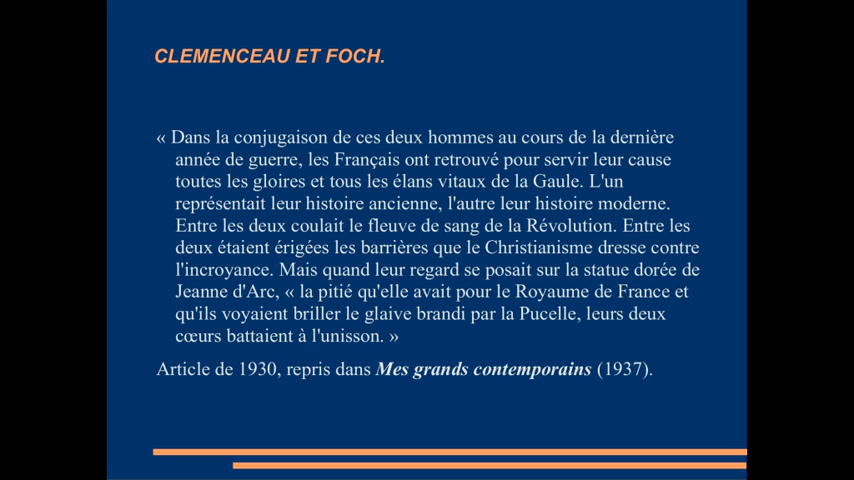 CLEMENCEAU ET FOCH.
« Dans la conjugaison de ces deux hommes au cours de la dernière
année de guerre, les Français ont retrouvé pour servir leur cause
toutes les gloires et tous les élans vitaux de la Gaule. L'un
représentait leur histoire ancienne, l'autre leur histoire moderne.
Entre les deux coulait le fleuve de sang de la Révolution. Entre les
deux étaient érigées les barrières que le Christianisme dresse contre
l'incroyance. Mais quand leur regard se posait sur la statue dorée de
Jeanne d'Arc, « la pitié qu'elle avait pour le Royaume de France et
qu'ils voyaient briller le glaive brandi par la Pucelle, leurs deux
cœurs battaient à l'unisson. »
Article de 1930, repris dans Mes grands contemporains (1937).